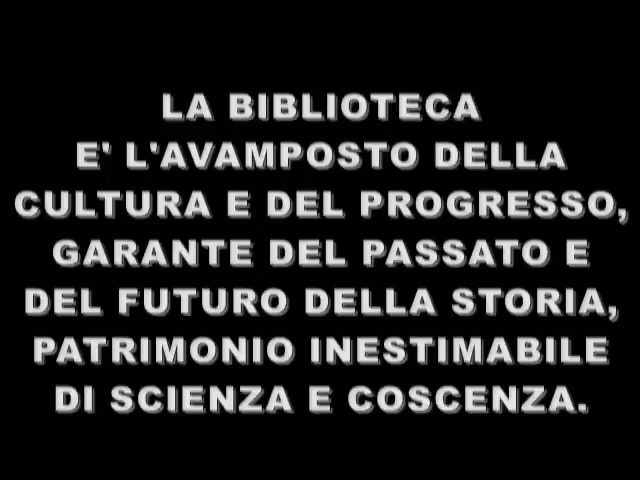 LA BIBLIOTECA
E' L'AVAMPOSTO DELLA
CULTURA E DEL PROGRESSO,
GARANTE DEL PASSATO E
DEL FUTURO DELLA STORIA,
PATRIMONIO INESTIMABILE
DI SCIENZA E COSCENZA.